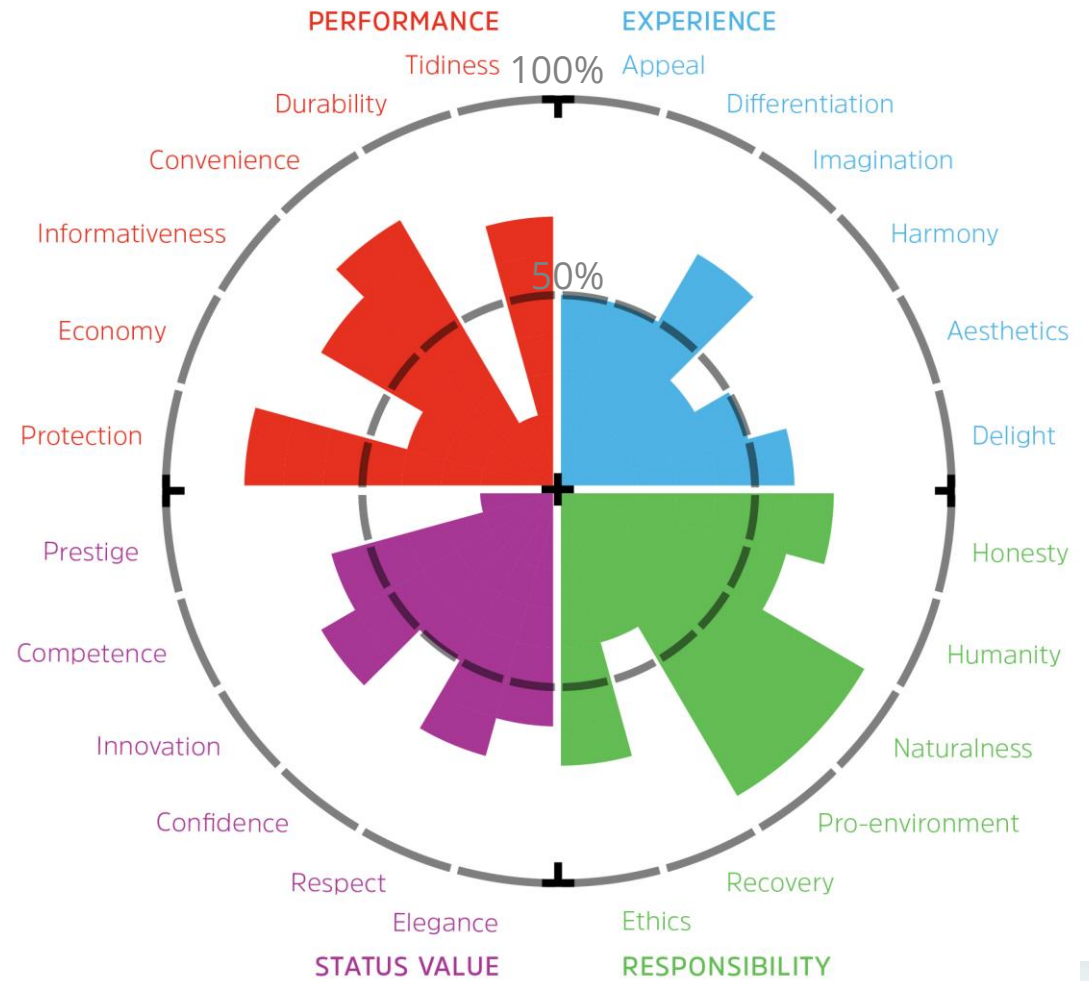 PERFORMANCE
EXPERIENCE
Tidiness
100%
Appeal
Durability
Differentiation
Convenience
Imagination
Informativeness
Harmony
50%
Economy
Aesthetics
Protection
Delight
Prestige
Honesty
Competence
Humanity
Innovation
Naturalness
Confidence
Pro-environment
Respect
Recovery
Elegance
Ethics
STATUS VALUE
RESPONSIBILITY